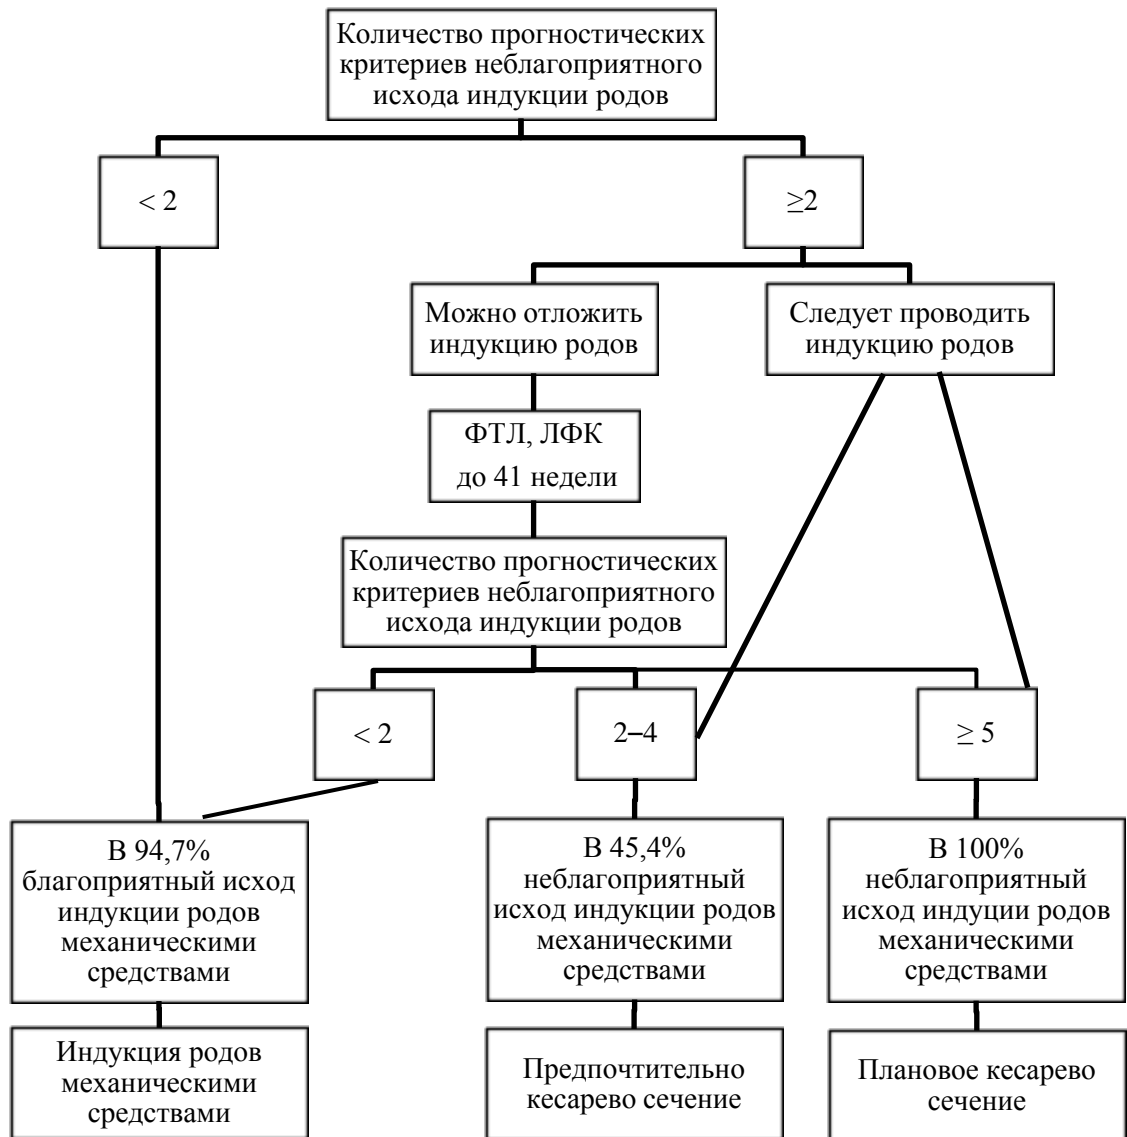 Количество прогностических
критериев неблагоприятного
исхода индукции родов
< 2
≥2
Можно отложить
индукцию родов
Следует проводить
индукцию родов
ФТЛ, ЛФК
до 41 недели
Количество прогностических
критериев неблагоприятного
исхода индукции родов
< 2
2–4
≥ 5
В 94,7%
благоприятный исход
индукции родов
механическими
средствами
В 45,4%
неблагоприятный
исход индукции родов
механическими
средствами
В 100%
неблагоприятный
исход индуции родов
механическими
средствами
Индукция родов
механическими
средствами
Предпочтительно
кесарево сечение
Плановое кесарево
сечение